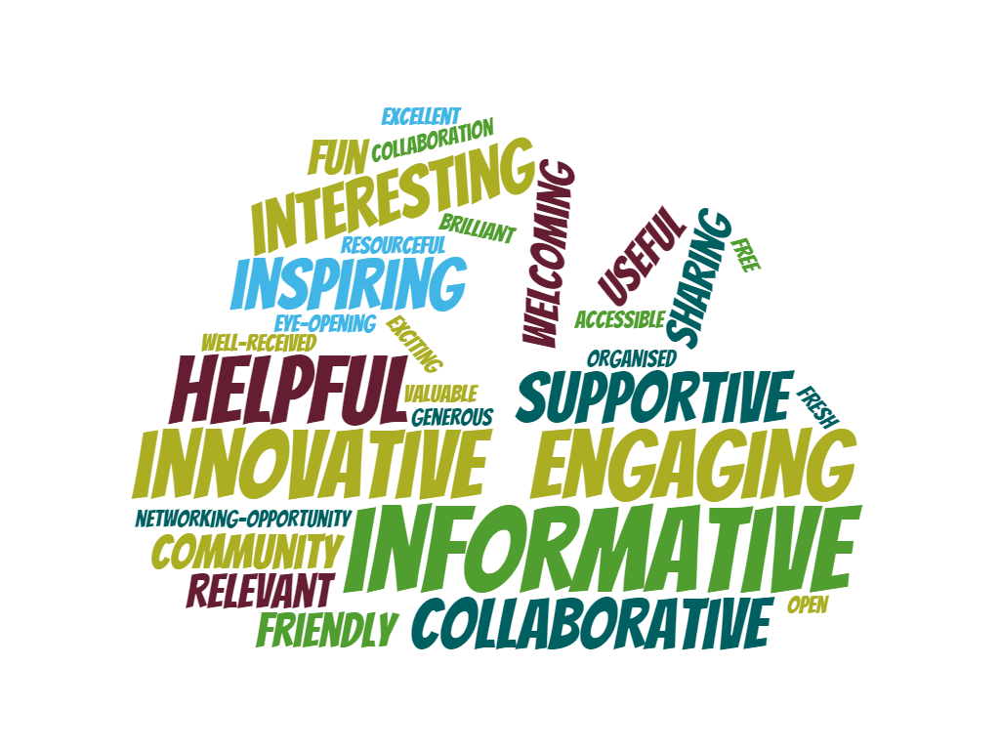 EXCELLENT
COLLABORATION
FUN
INTERESTING
WELCOMING
BRILLIANT
USEFUL
SHARING
FREE
RESOURCEFUL
INSPIRING
EYE-OPENING
EXCITING
ACCESSIBLE
WELL-RECEIVED
ORGANISED
HELPFUL
VALUABLE
GENEROUS
SUPPORTIVE
FRESH
INNOVATIVE
ENGAGING
NETWORKING-OPPORTUNITY
INFORMATIVE
COMMUNITY
RELEVANT
OPEN
FRIENDLY
COLLABORATIVE